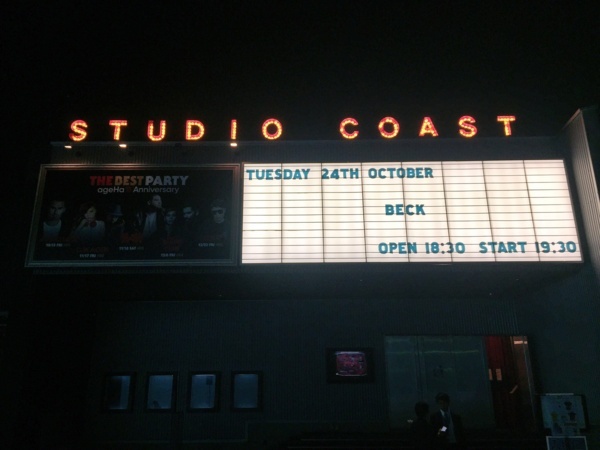 STUDIO COAST
THE BEST PARTY
ageHa
Anniversary
TUESDAY 24TH OCTOBER
BECK
OPEN 18:30 START 19:30